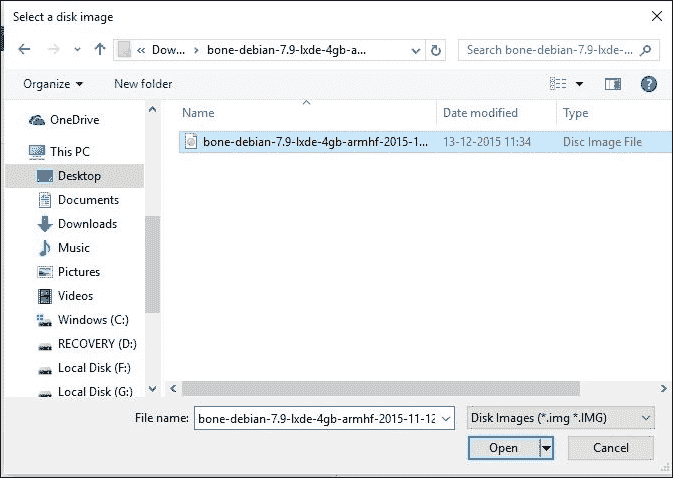 Select a disk image
« Dow... › bone-debian-7.9-lxde-4gb-a...
Search bone-debian-7.9-lxde-...
Organize
New folder
Name
Date modified
Type
OneDrive
bone-debian-7.9-lxde-4gb-armhf-2015-1...
13-12-2015 11:34
Disc Image File
This PC
Desktop
Documents
Downloads
Music
Pictures
Videos
Windows (C:)
RECOVERY (D:)
Local Disk (F:)
Local Disk (G:)
File name:
bone-debian-7.9-lxde-4gb-armhf-2015-11-12
Disk Images (*.img *.IMG)
Open
Cancel